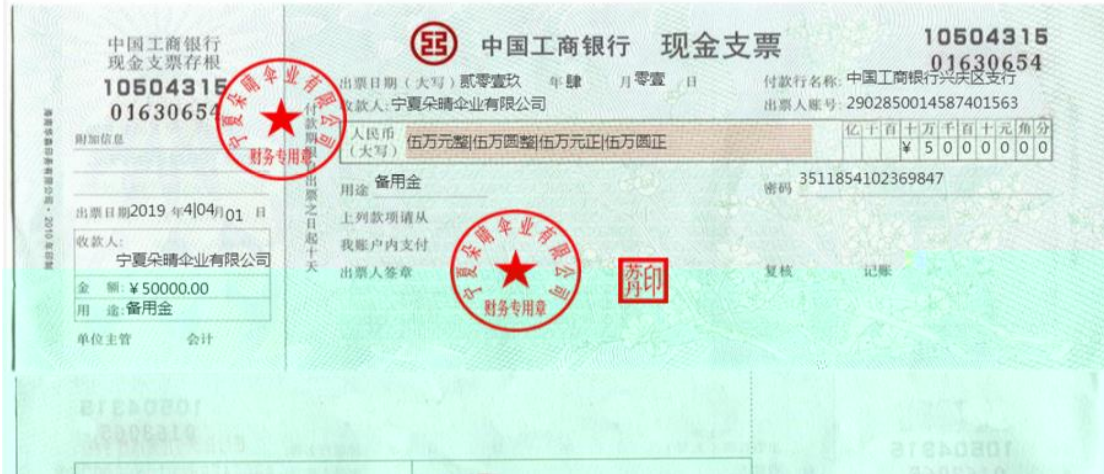 中国工商银行
现金支票存根
10504315
01630654
附加信息
出票日期2019 年4|04月01 日
收款人:
宁夏朵晴伞业有限公司
金 额:¥50000.00
用 途:备用金
单位主管 会计
宁夏朵晴伞业有限公司
财务专用章
付款期限自出票之日起十天
中国工商银行 现金支票
10504315
01630654
出票日期(大写)贰零壹玖 年肆 月零壹 日
付款行名称:中国工商银行兴庆区支行
收款人:宁夏朵晴伞业有限公司
出票人账号:2902850014587401563
人民币
(大写)
伍万元整|伍万圆整|伍万元正|伍万圆正
亿千百十万千百十元角分
¥5000000
用途 备用金
密码 3511854102369847
上列款项请从
我账户内支付
出票人签章
宁夏朵晴伞业有限公司
财务专用章
苏丹印
复核 记账